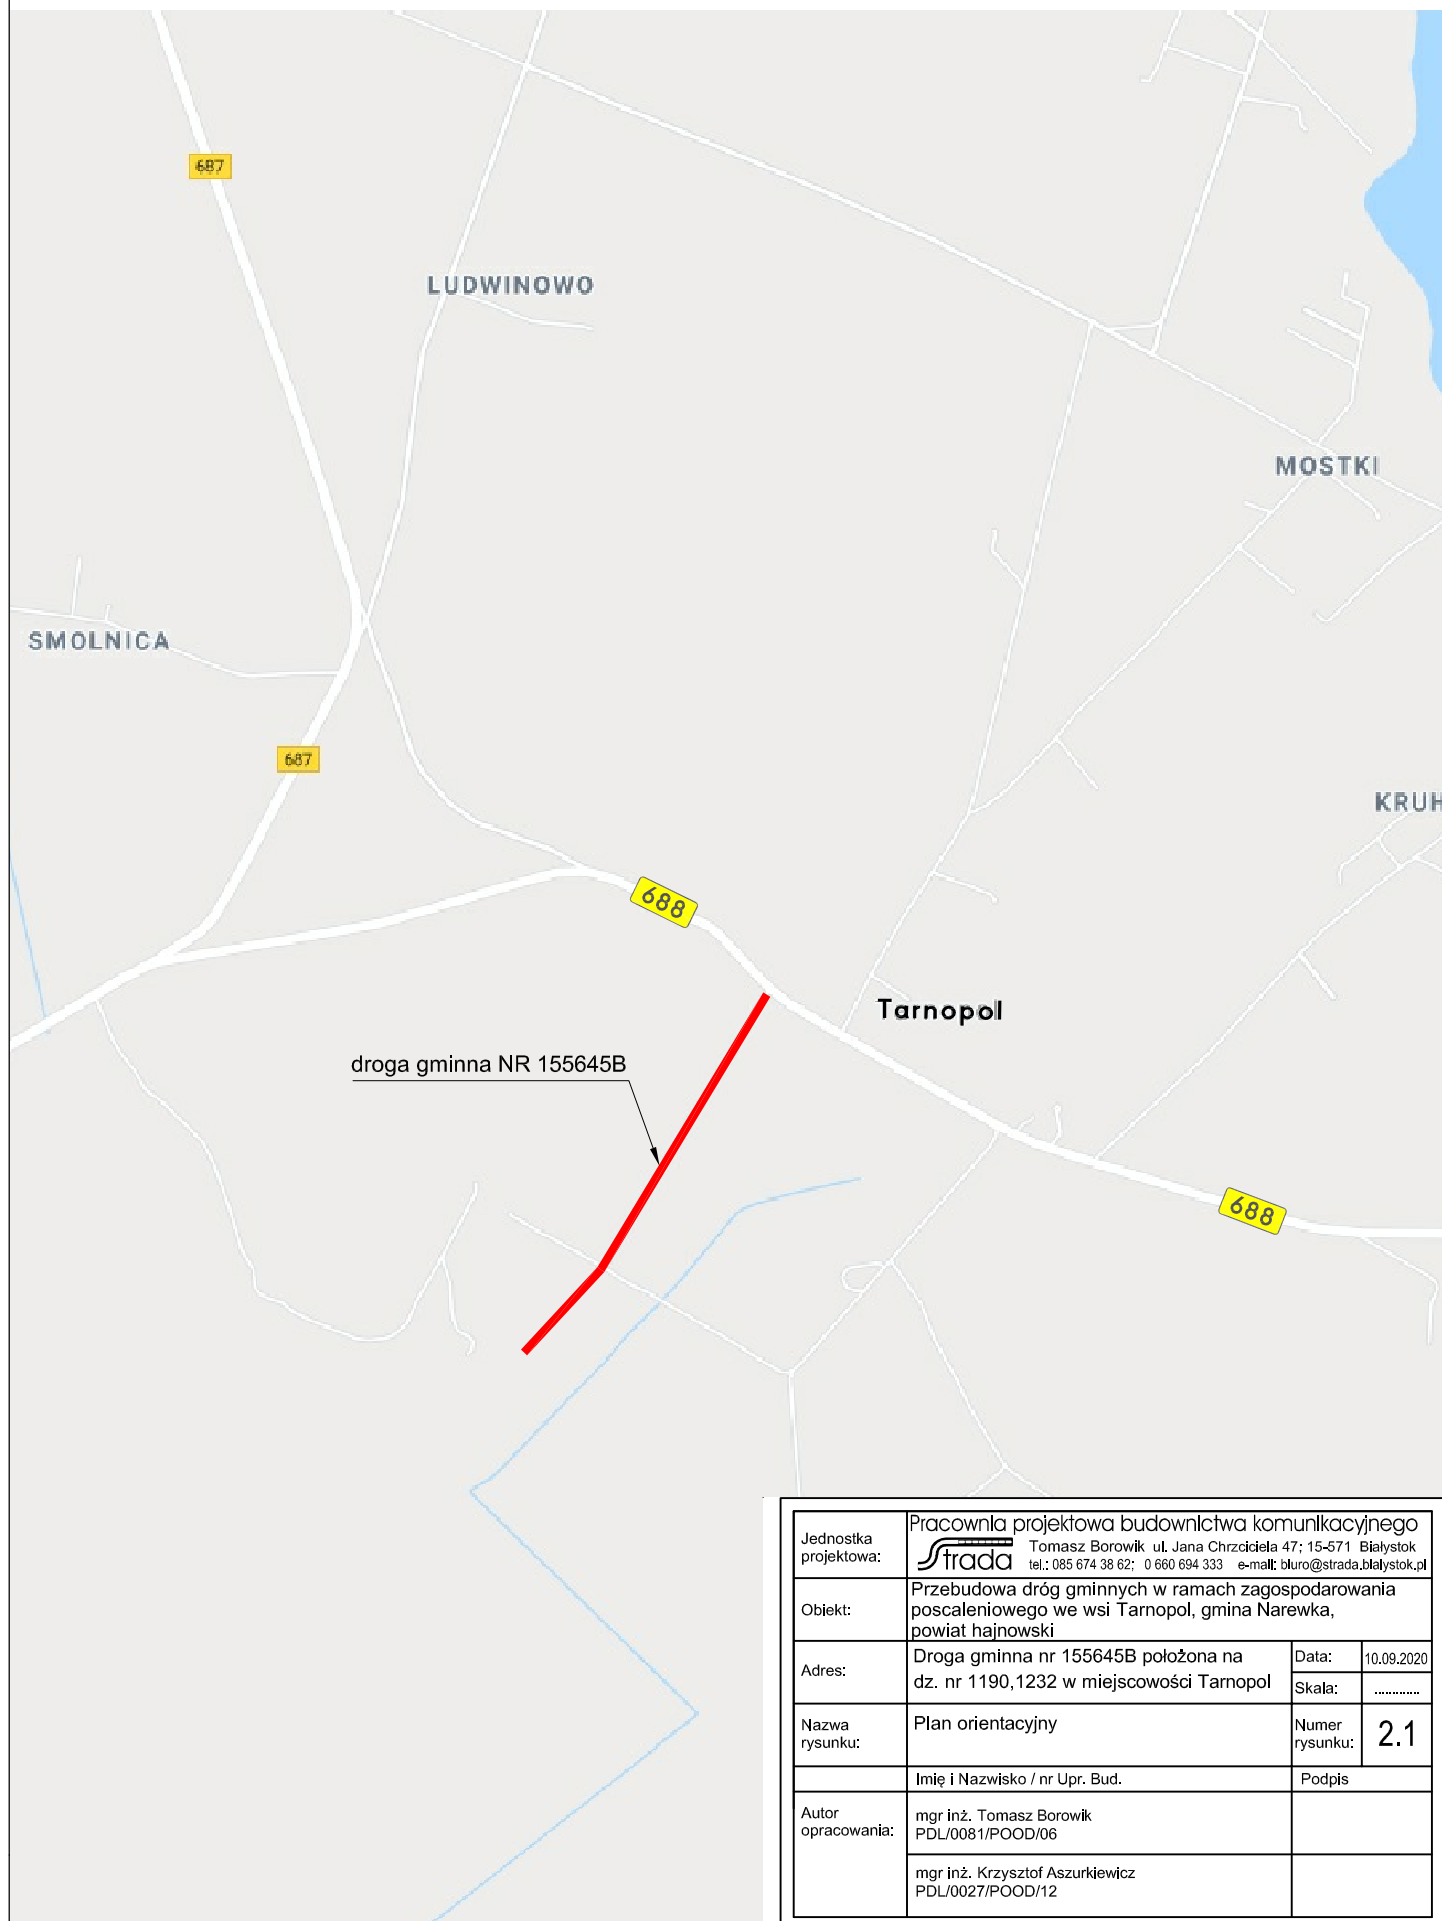 687
LUDWINOWO
MOSTKI
SMOLNICA
687
KRUH
688
Tarnopol
droga gminna NR 155645B
688
Jednostka
projektowa:
Pracownia projektowa budownictwa komunikacyjnego
Strada
Tomasz Borowik ul. Jana Chrzciciela 47; 15-571 Białystok
tel.: 085 674 38 62; 0 660 694 333 e-mail: biuro@strada.bialystok.pl
Obiekt:
Przebudowa dróg gminnych w ramach zagospodarowania
poscaleniowego we wsi Tarnopol, gmina Narewka,
powiat hajnowski
Adres:
Droga gminna nr 155645B położona na
dz. nr 1190,1232 w miejscowości Tarnopol
Data:
10.09.2020
Skala:
............
Nazwa
rysunku:
Plan orientacyjny
Numer
rysunku:
2.1
Imię i Nazwisko / nr Upr. Bud.
Podpis
Autor
opracowania:
mgr inż. Tomasz Borowik
PDL/0081/POOD/06
mgr inż. Krzysztof Aszurkiewicz
PDL/0027/POOD/12